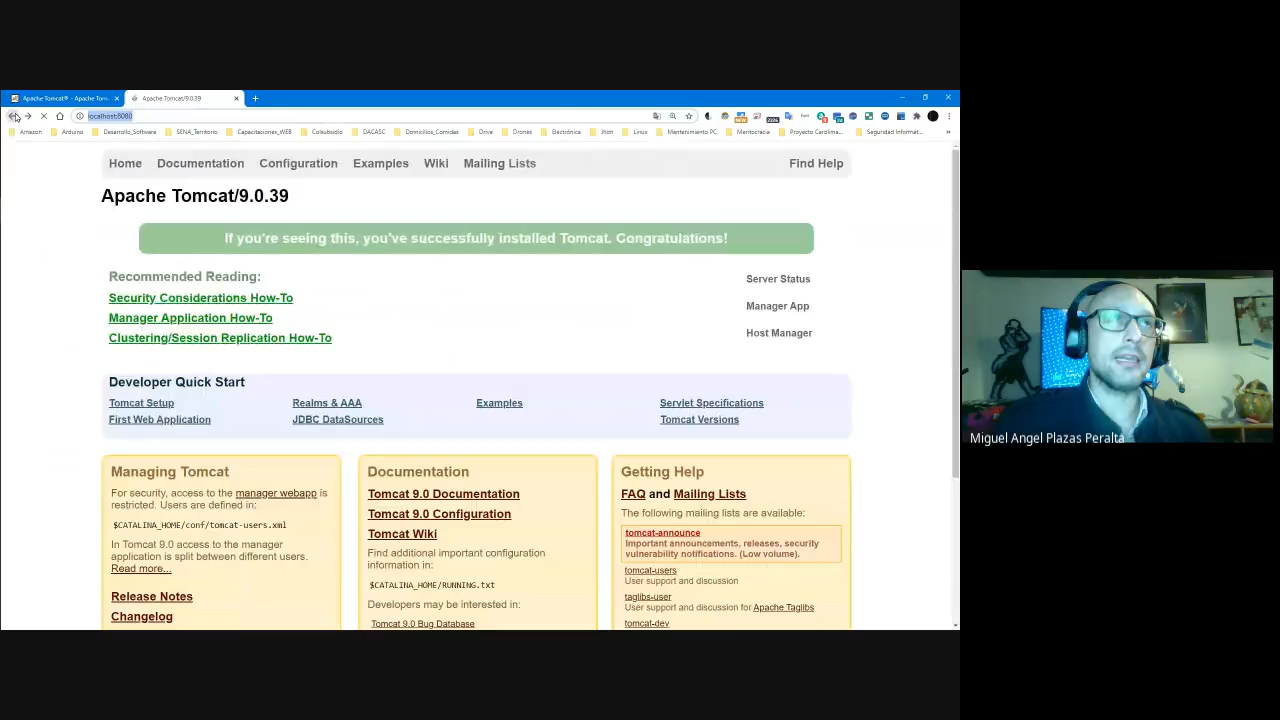 Apache Tomcat® - Apache Tom
Apache Tomcat/9.0.39
localhost:8080
Amazon
Arduino
Desarrollo_Software
SENA_Territorio
Capacitaciones_WEB
Colsubsidio
DACASC
Domicilios_Comidas
Drive
Drones
Electrónica
Jhon
Linux
Mantenimiento PC
Meritocracia
Proyecto Carolima...
Seguridad Informat...
Home Documentation Configuration Examples Wiki Mailing Lists Find Help
Apache Tomcat/9.0.39
If you're seeing this, you've successfully installed Tomcat. Congratulations!
Recommended Reading:
Security Considerations How-To
Manager Application How-To
Clustering/Session Replication How-To
Server Status
Manager App
Host Manager
Developer Quick Start
Tomcat Setup
First Web Application
Realms & AAA
JDBC DataSources
Examples
Servlet Specifications
Tomcat Versions
Managing Tomcat
For security, access to the manager webapp is
restricted. Users are defined in:
$CATALINA_HOME/conf/tomcat-users.xml
In Tomcat 9.0 access to the manager
application is split between different users.
Read more...
Release Notes
Changelog
Documentation
Tomcat 9.0 Documentation
Tomcat 9.0 Configuration
Tomcat Wiki
Find additional important configuration
information in:
$CATALINA_HOME/RUNNING.txt
Developers may be interested in:
Tomcat 9.0 Bug Database
Getting Help
FAQ and Mailing Lists
The following mailing lists are available:
tomcat-announce
Important announcements, releases, security
vulnerability notifications. (Low volume).
tomcat-users
User support and discussion
taglibs-user
User support and discussion for Apache Taglibs
tomcat-dev
Miguel Angel Plazas Peralta